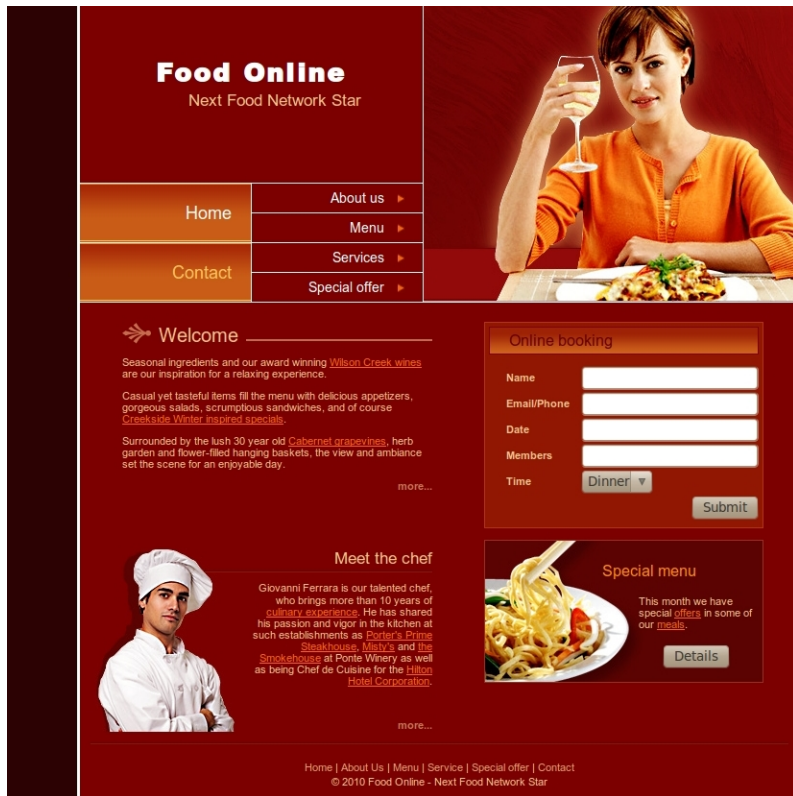 Food Online
Next Food Network Star
Home
Contact
About us
Menu
Services
Special offer
Welcome
Seasonal ingredients and our award winning Wilson Creek wines
are our inspiration for a relaxing experience.
Casual yet tasteful items fill the menu with delicious appetizers,
gorgeous salads, scrumptious sandwiches, and of course
Creekside Winter inspired specials.
Surrounded by the lush 30 year old Cabernet grapevines, herb
garden and flower-filled hanging baskets, the view and ambiance
set the scene for an enjoyable day.
more...
Online booking
Name
Email/Phone
Date
Members
Time Dinner
Submit
Meet the chef
Giovanni Ferrara is our talented chef,
who brings more than 10 years of
culinary experience. He has shared
his passion and vigor in the kitchen at
such establishments as Porter's Prime
Steakhouse, Misty's and the
Smokehouse at Ponte Winery as well
as being Chef de Cuisine for the Hilton
Hotel Corporation.
more...
Special menu
This month we have
special offers in some of
our meals.
Details
Home | About Us | Menu | Service | Special offer | Contact
© 2010 Food Online - Next Food Network Star